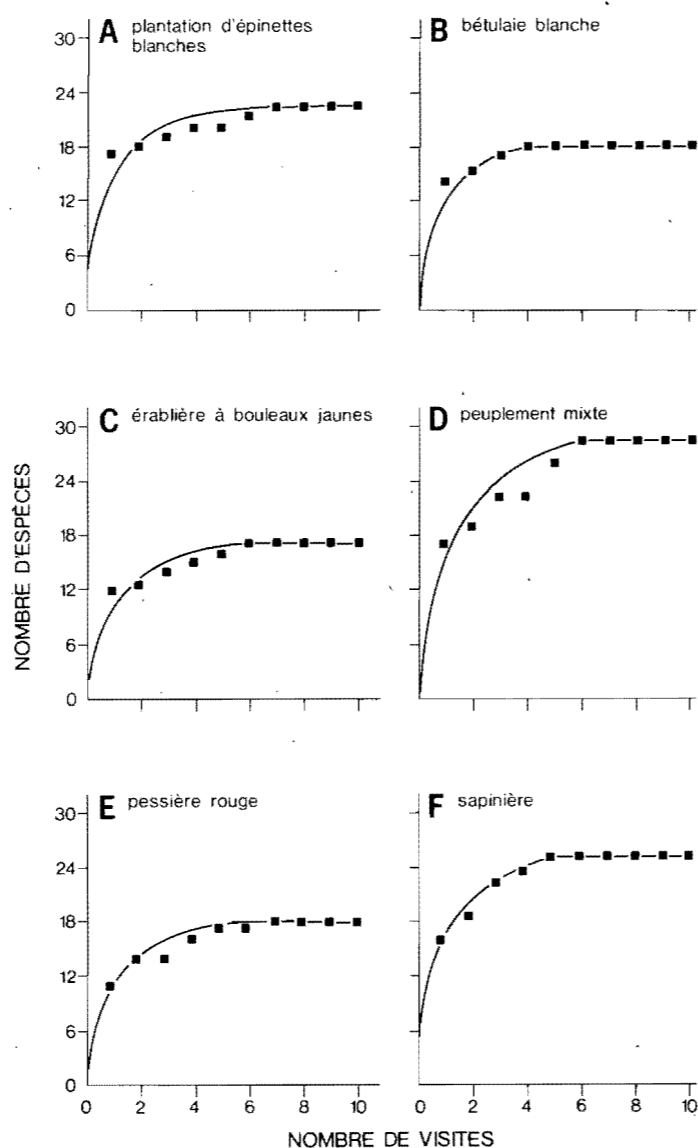 A plantation d'épinettes
blanches
30
24
18
12
6
0
B bétulaie blanche
C érablière à bouleaux jaunes
30
24
18
12
6
0
D peuplement mixte
NOMBRE D'ESPÈCES
E pessière rouge
30
24
18
12
6
0
0 2 4 6 8 10
F sapinière
0 2 4 6 8 10
NOMBRE DE VISITES